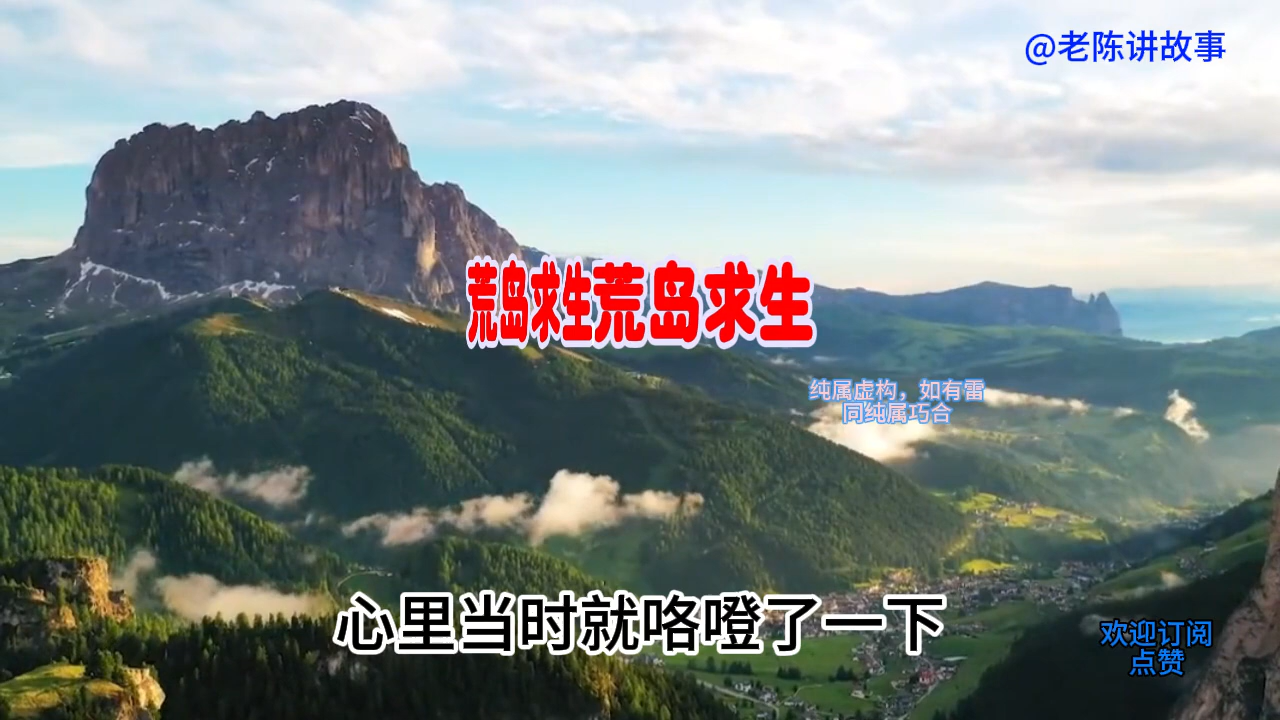 @老陈讲故事
荒岛求生荒岛求生
纯属虚构，如有雷
同纯属巧合
心里当时就咯噔了一下
欢迎订阅
点赞